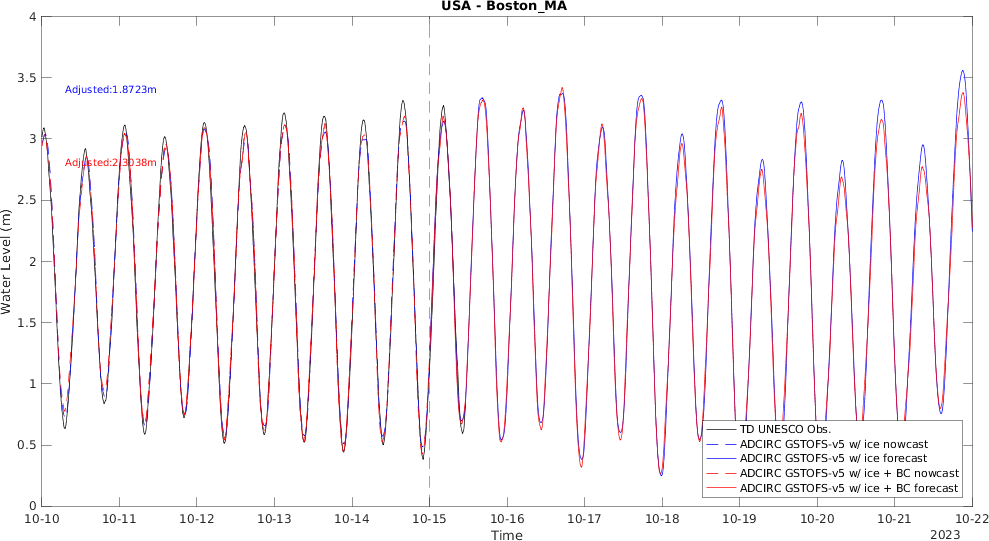 USA - Boston_MA
4
3.5
3
2.5
2
1.5
1
0.5
0
Water Level (m)
Adjusted:1.8723m
Adjusted:2.3038m
TD UNESCO Obs.
ADCIRC GSTOFS-v5 w/ ice nowcast
ADCIRC GSTOFS-v5 w/ ice forecast
ADCIRC GSTOFS-v5 w/ ice + BC nowcast
ADCIRC GSTOFS-v5 w/ ice + BC forecast
10-10 10-11 10-12 10-13 10-14 10-15 10-16 10-17 10-18 10-19 10-20 10-21 10-22
Time
2023